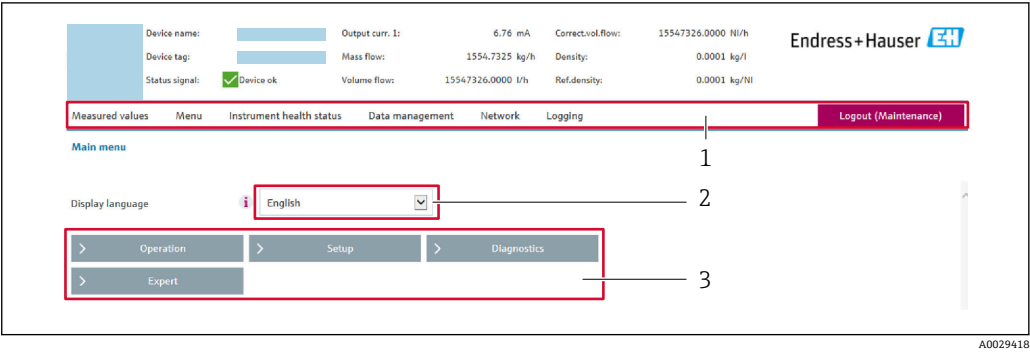 Device name: Output curr. 1: 6.76 mA Correct.vol.flow: 15547326.0000 Nl/h
Endress+Hauser EH
Device tag: Mass flow: 1554.7325 kg/h Density: 0.0001 kg/l
Status signal: Device ok Volume flow: 15547326.0000 l/h Ref.density: 0.0001 kg/Nl
Measured values Menu Instrument health status Data management Network Logging Logout (Maintenance)
1
Main menu
Display language i English 2
> Operation > Setup > Diagnostics
> Expert 3
A0029418